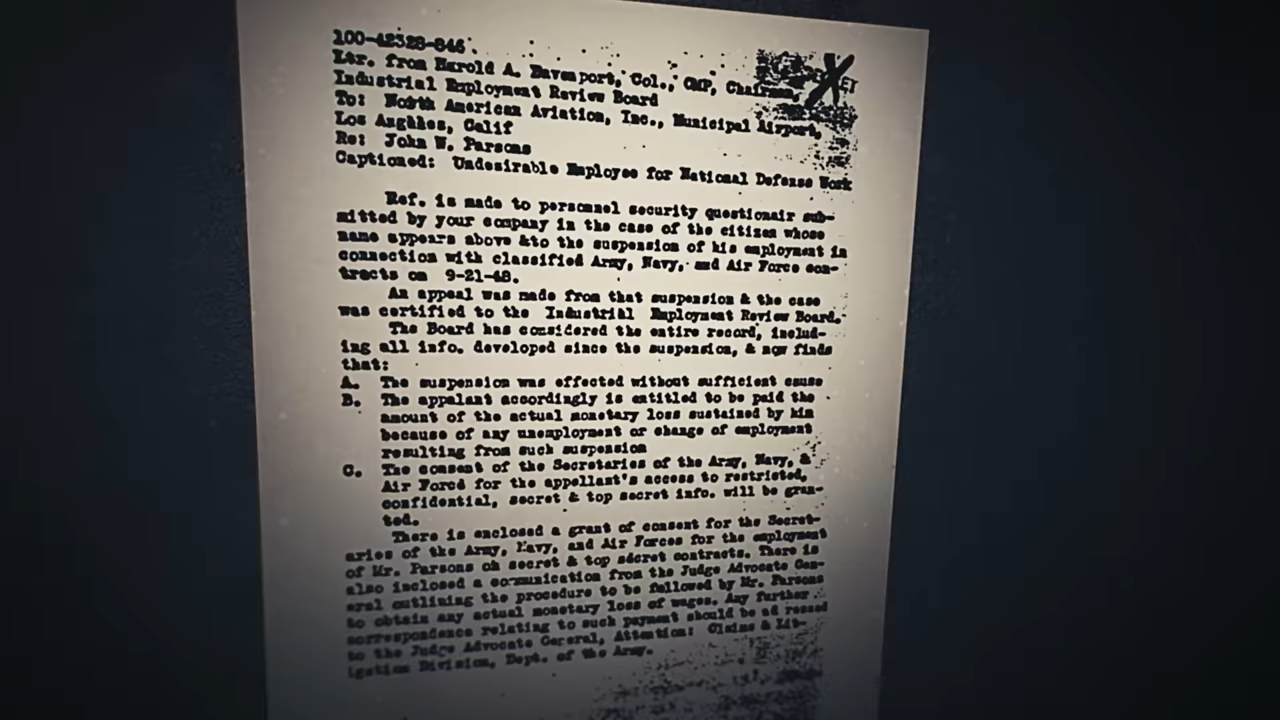 100-42328-846.
Ltr. from Harold A. Davenport, Col., CMP, Chairman,
Industrial Employment Review Board
To: North American Aviation, Inc., Municipal Airport,
Los Anghles, Calif
Re: John W. Parsons
Captioned: Undesirable Employee for National Defense Work
Ref. is made to personnel security questionair sub-
mitted by your company in the case of the citizen whose
name appears above &to the suspension of his employment in
connection with classified Army, Navy, and Air Force con-
tracts on 9-21-48.
An appeal was made from that suspension & the case
was certified to the Industrial Employment Review Board.
The Board has considered the entire record, includ-
ing all info. developed since the suspension, & now finds
that:
A. The suspension was effected without sufficient cause
B. The appalant accordingly is entitled to be paid the
amount of the actual monetary loss sustained by him
because of any unemployment or change of employment
resulting from such suspension
C. The consent of the Secretaries of the Army, Navy, &
Air Force for the appellant's access to restricted,
confidential, secret & top secret info. will be gran-
ted.
There is enclosed a grant of consent for the Secret-
aries of the Army, Navy, and Air Forces for the employment
of Mr. Parsons on secret & top secret contracts. There is
also inclosed a communication from the Judge Advocate Gen-
eral outlining the procedure to be followed by Mr. Parsons
to obtain any actual monetary loss of wages. Any further
correspondence relating to such payment should be ad ressed
to the Judge Advocate General, Attention: Claims & Lit-
igation Division, Dept. of the Army.